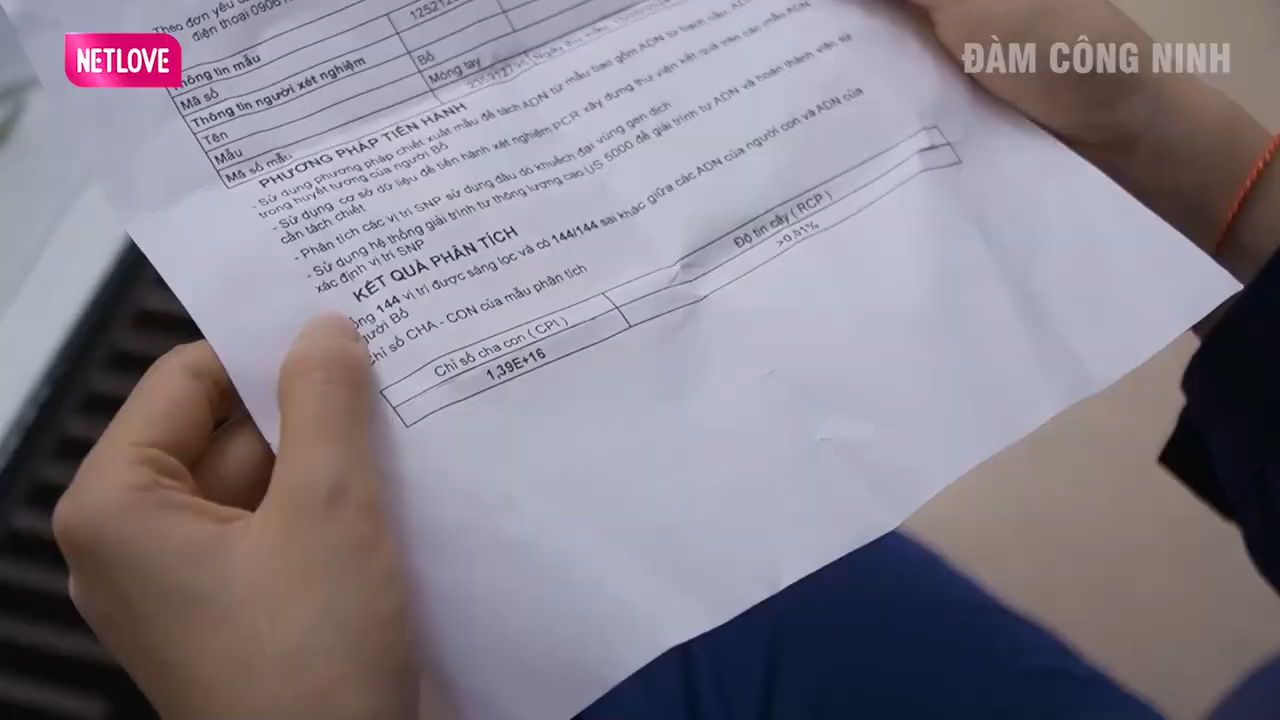 NETLOVE
ĐÀM CÔNG NINH
Theo đơn yêu
điện thoại
Thông tin mẫu
Mã số
Thông tin người xét nghiệm
Tên
Bố
Mẫu
Móng tay
Mã số mẫu
PHƯƠNG PHÁP TIẾN HÀNH
- Sử dụng phương pháp chiết xuất mẫu để tách ADN từ mẫu bao gồm ADN từ bạch cầu, ADN
trong huyết tương của người Bố
- Sử dụng cơ sở dữ liệu để tiến hành xét nghiệm PCR xây dựng thư viện kết quả trên các mẫu ADN
cần tách chiết
- Phân tích các vị trí SNP sử dụng đầu dò khuếch đại vùng gen đích
- Sử dụng hệ thống giải trình tự thông lượng cao US 5000 để giải trình tự ADN và hoàn thành việc
xác định vị trí SNP
KẾT QUẢ PHÂN TÍCH
144 vị trí được sàng lọc và có 144/144 sai khác giữa các ADN của người con và ADN của
người Bố
Chỉ số CHA - CON của mẫu phân tích
Chỉ số cha con ( CPI )
Độ tin cậy ( RCP )
1,39E+16
>0,01%